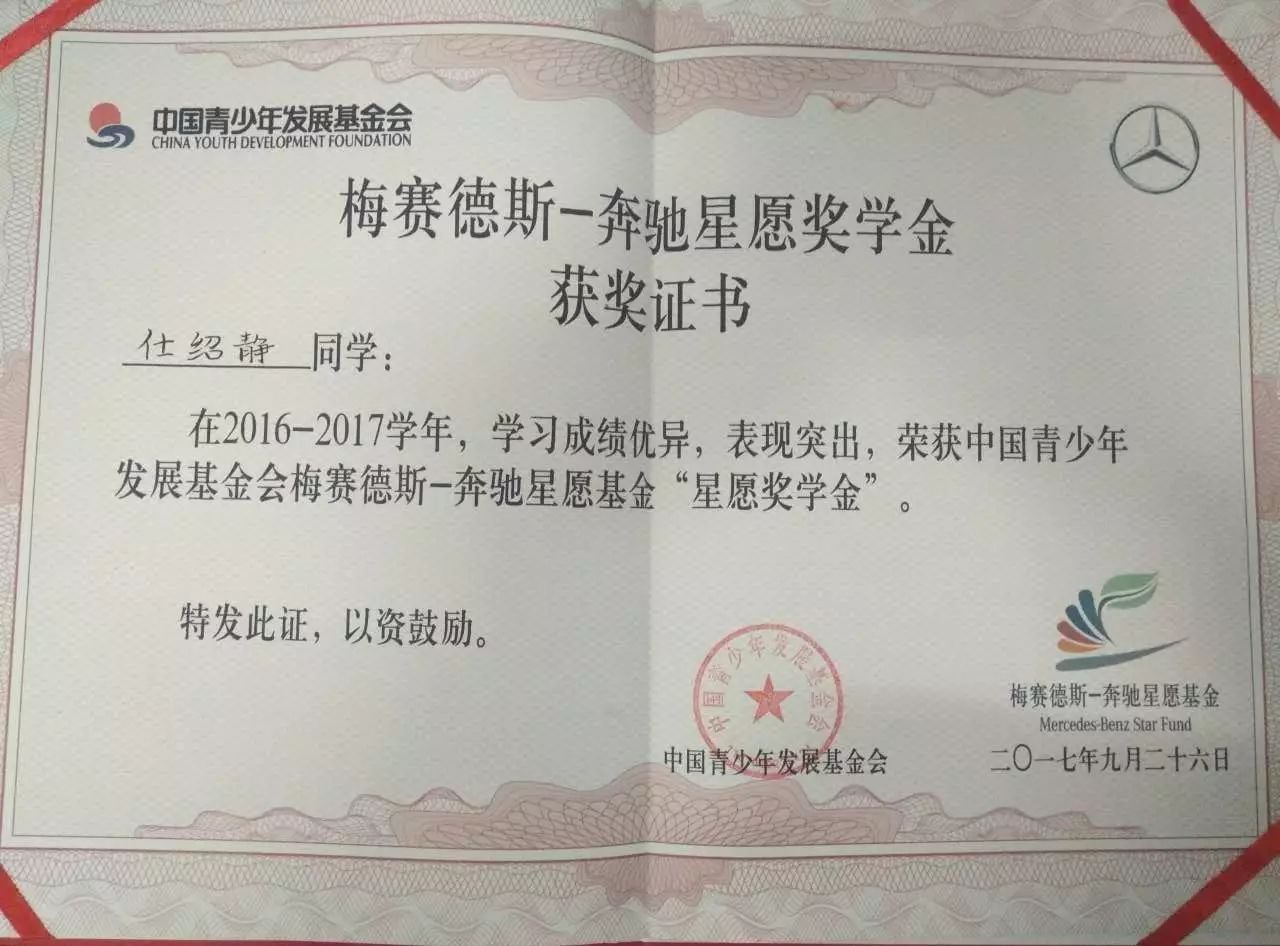 中国青少年发展基金会
CHINA YOUTH DEVELOPMENT FOUNDATION
梅赛德斯-奔驰星愿奖学金
获奖证书
仕绍静 同学：
在2016-2017学年，学习成绩优异，表现突出，荣获中国青少年
发展基金会梅赛德斯-奔驰星愿基金“星愿奖学金”。
特发此证，以资鼓励。
中国青少年发展基金会
中国青少年发展基金会
梅赛德斯-奔驰星愿基金
Mercedes-Benz Star Fund
二〇一七年九月二十六日